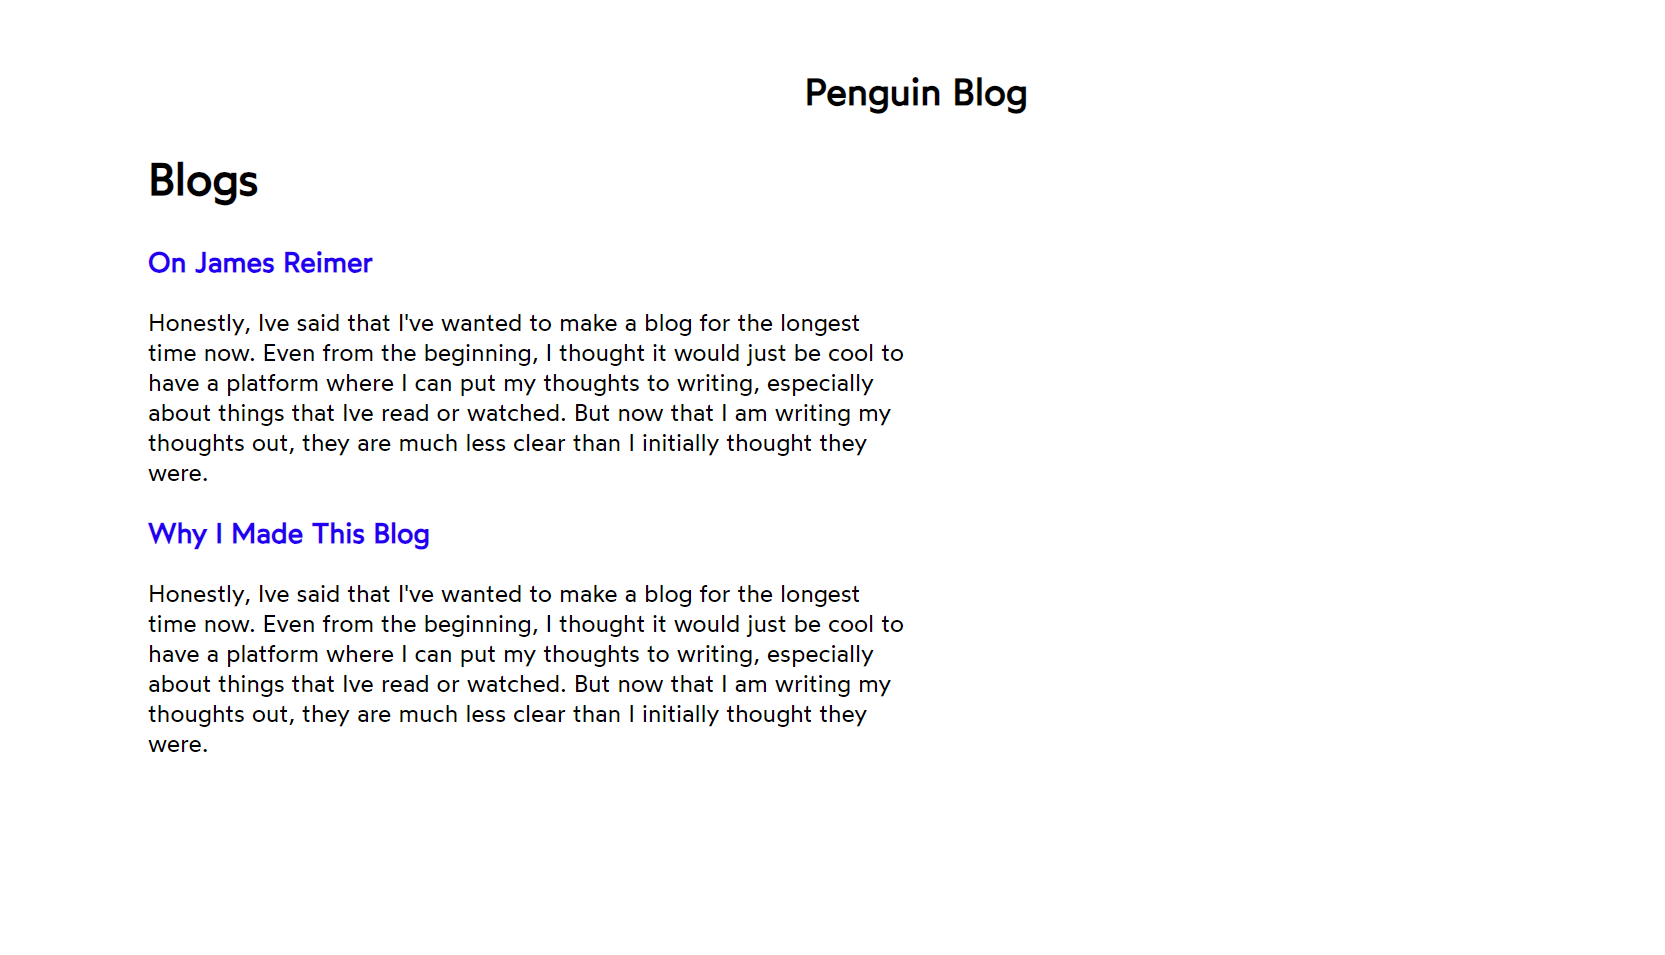 Penguin Blog
Blogs
On James Reimer
Honestly, Ive said that I've wanted to make a blog for the longest
time now. Even from the beginning, I thought it would just be cool to
have a platform where I can put my thoughts to writing, especially
about things that Ive read or watched. But now that I am writing my
thoughts out, they are much less clear than I initially thought they
were.
Why I Made This Blog
Honestly, Ive said that I've wanted to make a blog for the longest
time now. Even from the beginning, I thought it would just be cool to
have a platform where I can put my thoughts to writing, especially
about things that Ive read or watched. But now that I am writing my
thoughts out, they are much less clear than I initially thought they
were.